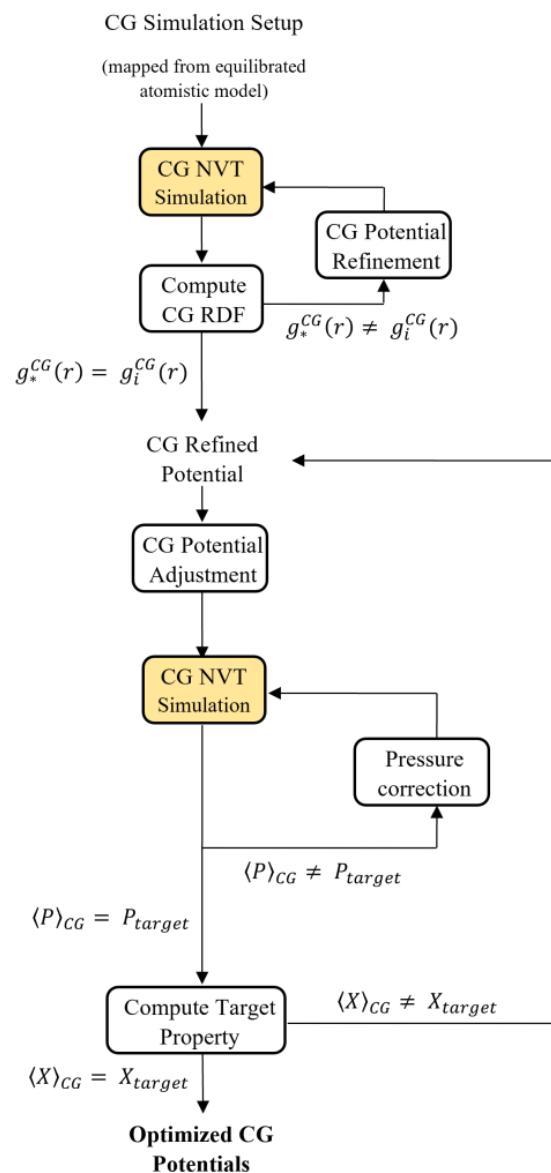 CG Simulation Setup
(mapped from equilibrated
atomistic model)
CG NVT
Simulation
CG Potential
Refinement
Compute
CG RDF
g_*^{CG}(r) ≠ g_i^{CG}(r)
g_*^{CG}(r) = g_i^{CG}(r)
CG Refined
Potential
CG Potential
Adjustment
CG NVT
Simulation
Pressure
correction
⟨P⟩_{CG} ≠ P_{target}
⟨P⟩_{CG} = P_{target}
Compute Target
Property
⟨X⟩_{CG} ≠ X_{target}
⟨X⟩_{CG} = X_{target}
Optimized CG
Potentials